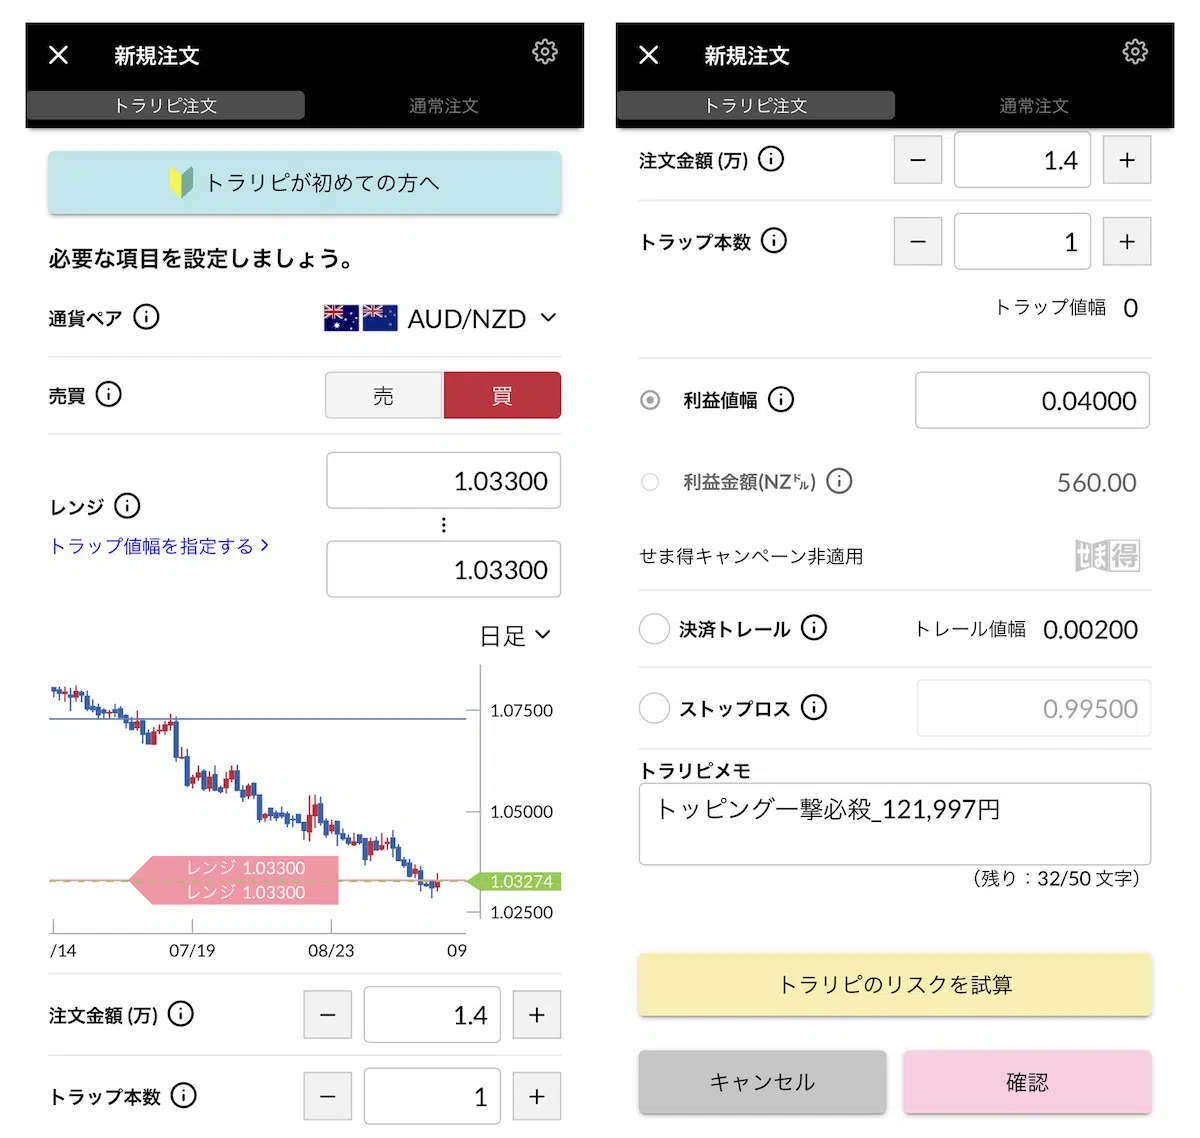 新規注文
トラリピ注文
通常注文
トラリピが初めての方へ
必要な項目を設定しましょう。
通貨ペア
AUD/NZD
売買
売
買
レンジ
トラップ値幅を指定する >
1.03300
⋮
1.03300
日足
1.07500
1.05000
レンジ 1.03300
レンジ 1.03300
1.03274
1.02500
/14
07/19
08/23
09
注文金額 (万)
− 1.4 +
トラップ本数
− 1 +
新規注文
トラリピ注文
通常注文
注文金額 (万)
− 1.4 +
トラップ本数
− 1 +
トラップ値幅 0
利益値幅
0.04000
利益金額(NZ㌦)
560.00
せま得キャンペーン非適用
せま得
決済トレール
トレール値幅 0.00200
ストップロス
0.99500
トラリピメモ
トッピング一撃必殺_121,997円
(残り：32/50 文字)
トラリピのリスクを試算
キャンセル
確認